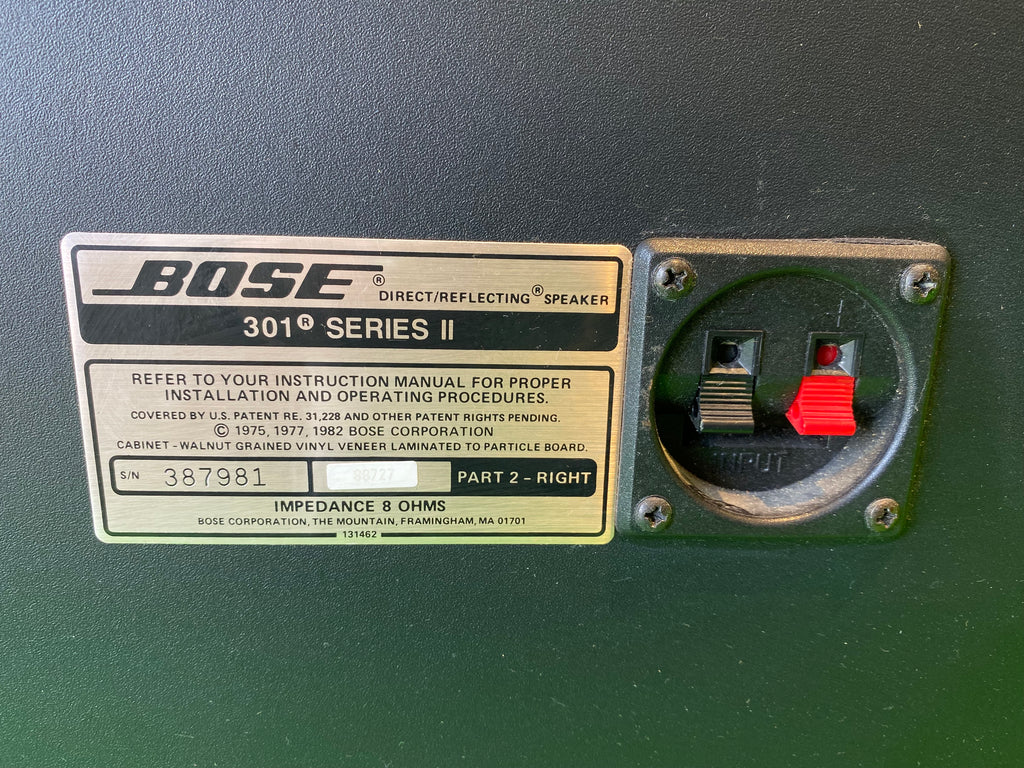 BOSE®
DIRECT/REFLECTING® SPEAKER
301® SERIES II
REFER TO YOUR INSTRUCTION MANUAL FOR PROPER
INSTALLATION AND OPERATING PROCEDURES.
COVERED BY U.S. PATENT RE. 31,228 AND OTHER PATENT RIGHTS PENDING.
© 1975, 1977, 1982 BOSE CORPORATION
CABINET - WALNUT GRAINED VINYL VENEER LAMINATED TO PARTICLE BOARD.
S/N 387981 PART 2 - RIGHT
IMPEDANCE 8 OHMS
BOSE CORPORATION, THE MOUNTAIN, FRAMINGHAM, MA 01701
131462
INPUT